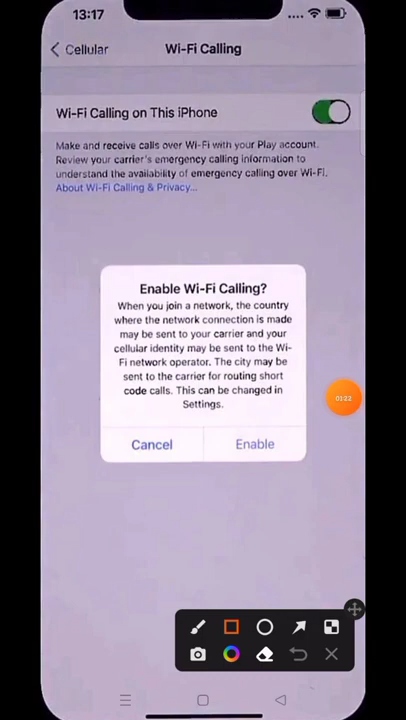 13:17
Cellular
Wi-Fi Calling
Wi-Fi Calling on This iPhone
Make and receive calls over Wi-Fi with your Play account.
Review your carrier's emergency calling information to
understand the availability of emergency calling over Wi-Fi.
About Wi-Fi Calling & Privacy...
Enable Wi-Fi Calling?
When you join a network, the country
where the network connection is made
may be sent to your carrier and your
cellular identity may be sent to the Wi-
Fi network operator. The city may be
sent to the carrier for routing short
code calls. This can be changed in
Settings.
01:22
Cancel
Enable